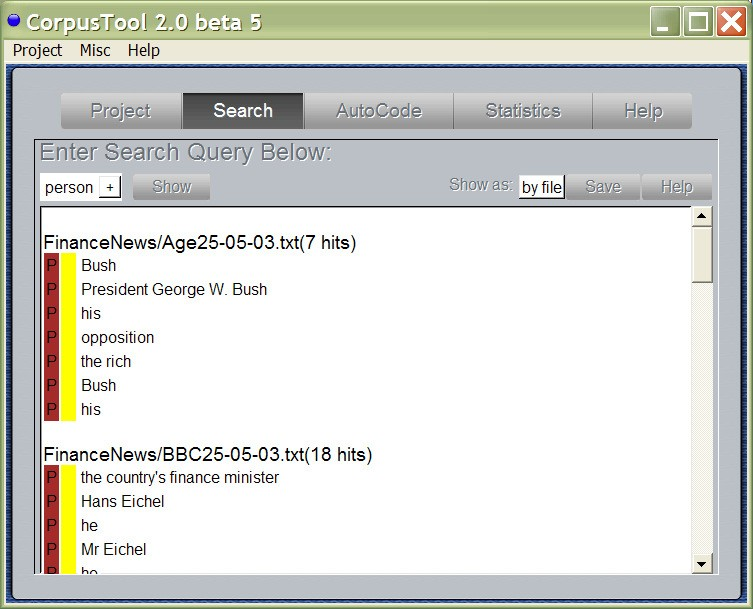 CorpusTool 2.0 beta 5
Project Misc Help
Project Search AutoCode Statistics Help
Enter Search Query Below:
person + Show Show as: by file Save Help
FinanceNews/Age25-05-03.txt(7 hits)
P Bush
P President George W. Bush
P his
P opposition
P the rich
P Bush
P his
FinanceNews/BBC25-05-03.txt(18 hits)
P the country's finance minister
P Hans Eichel
P he
P Mr Eichel
P he